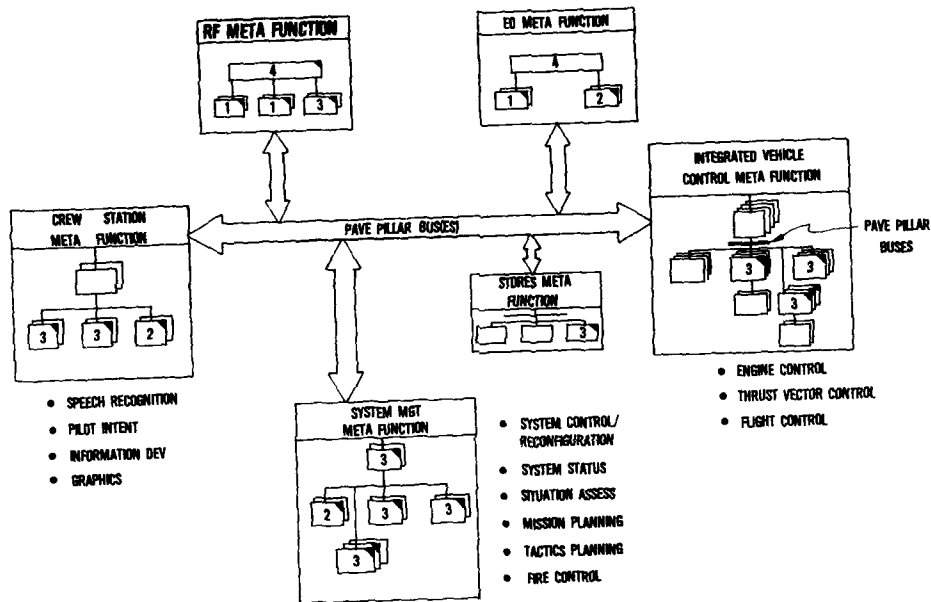 RF META FUNCTION
4
1
1
3
EO META FUNCTION
4
1
2
INTEGRATED VEHICLE
CONTROL META FUNCTION
3
3
3
PAVE PILLAR
BUSES
CREW STATION
META FUNCTION
3
3
2
PAVE PILLAR BUS(ES)
STORES META
FUNCTION
3
• SPEECH RECOGNITION
• PILOT INTENT
• INFORMATION DEV
• GRAPHICS
SYSTEM MGT
META FUNCTION
3
2
3
3
3
• SYSTEM CONTROL/
RECONFIGURATION
• SYSTEM STATUS
• SITUATION ASSESS
• MISSION PLANNING
• TACTICS PLANNING
• FIRE CONTROL
• ENGINE CONTROL
• THRUST VECTOR CONTROL
• FLIGHT CONTROL